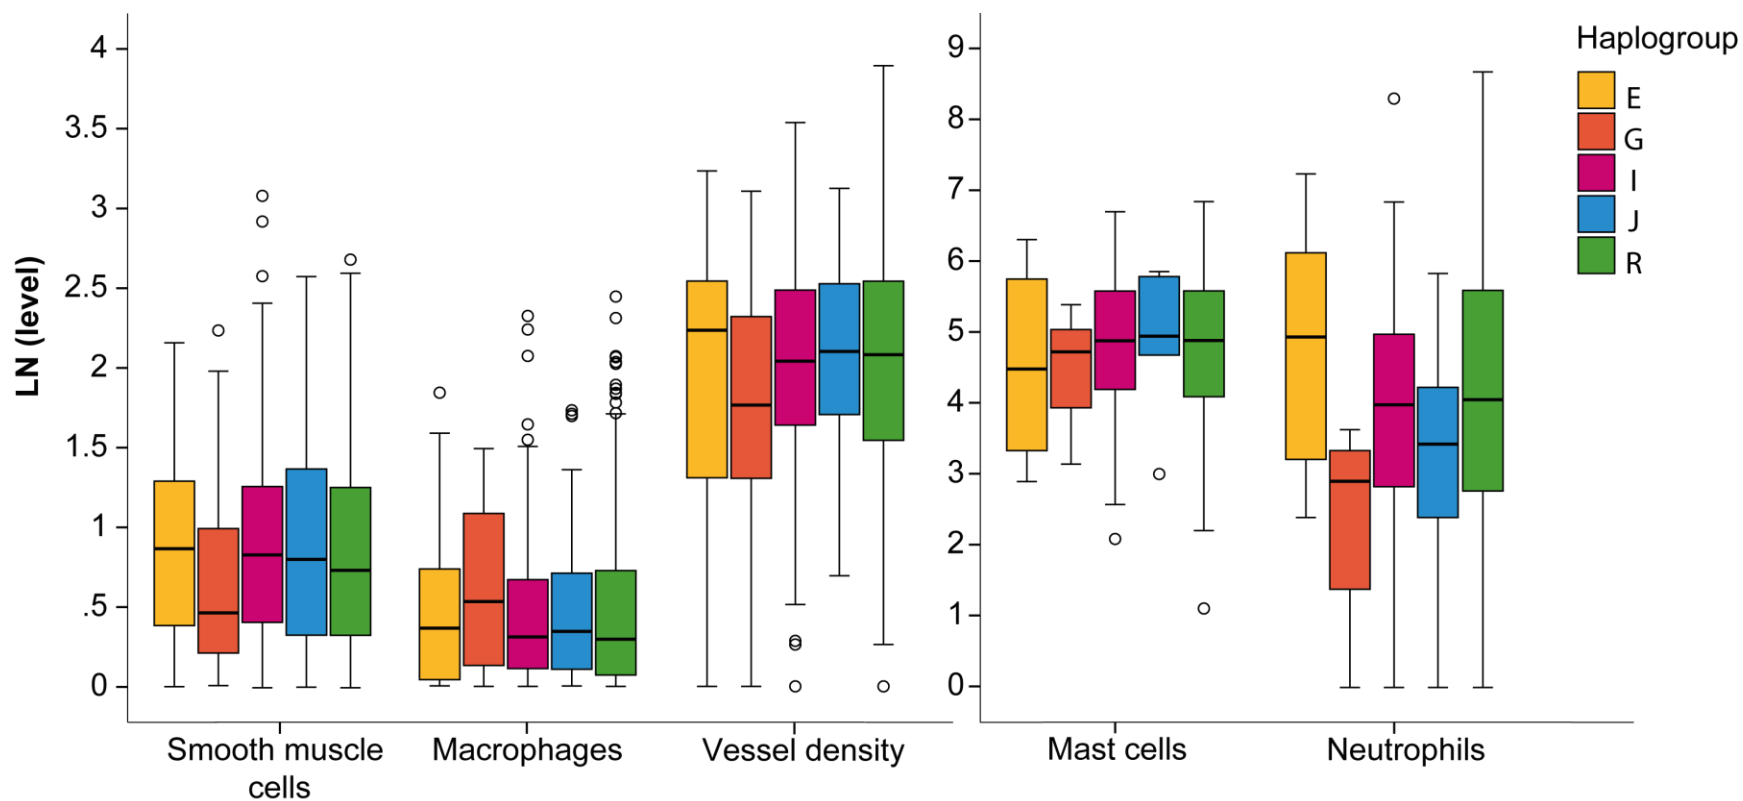 LN (level)
4
3.5
3
2.5
2
1.5
1
.5
0
Smooth muscle
cells
Macrophages
Vessel density
9
8
7
6
5
4
3
2
1
0
Mast cells
Neutrophils
Haplogroup
E
G
I
J
R